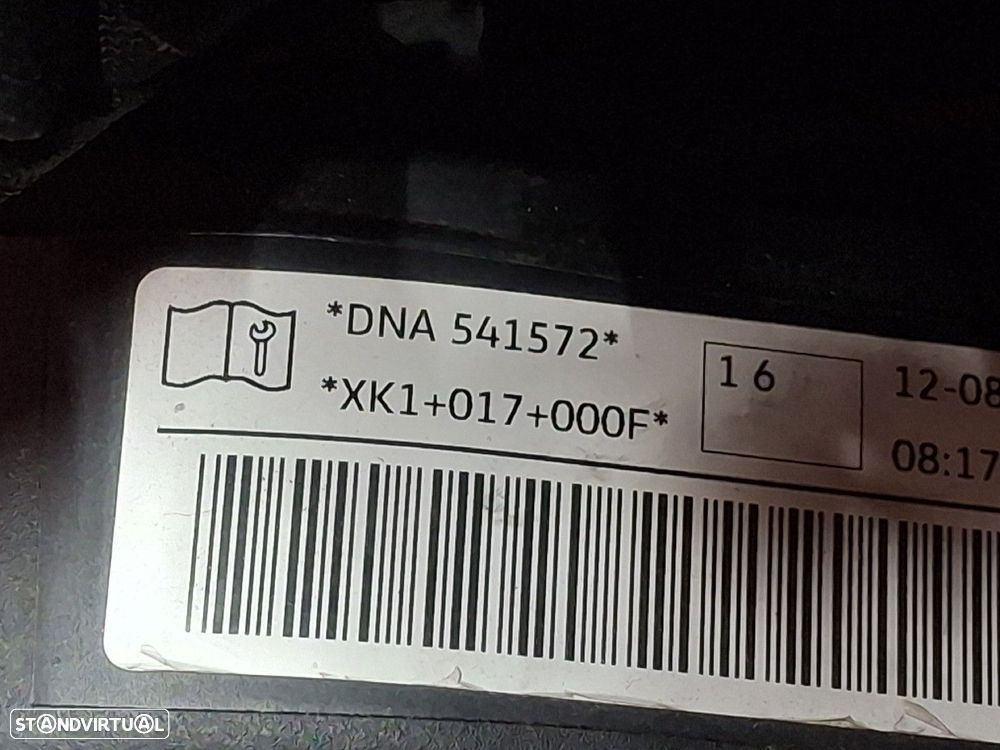 *DNA 541572*
*XK1+017+000F*
16
12-08
08:17
STANDVIRTUAL